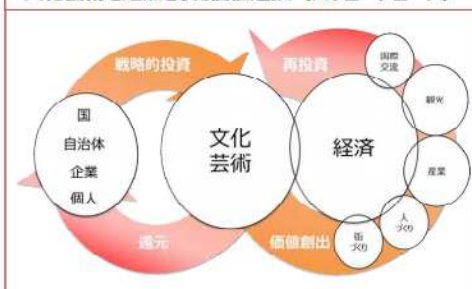 戦略的投資
再投資
国際
交流
観光
産業
人
づくり
街
づくり
国
自治体
企業
個人
文化
芸術
経済
還元
価値創出